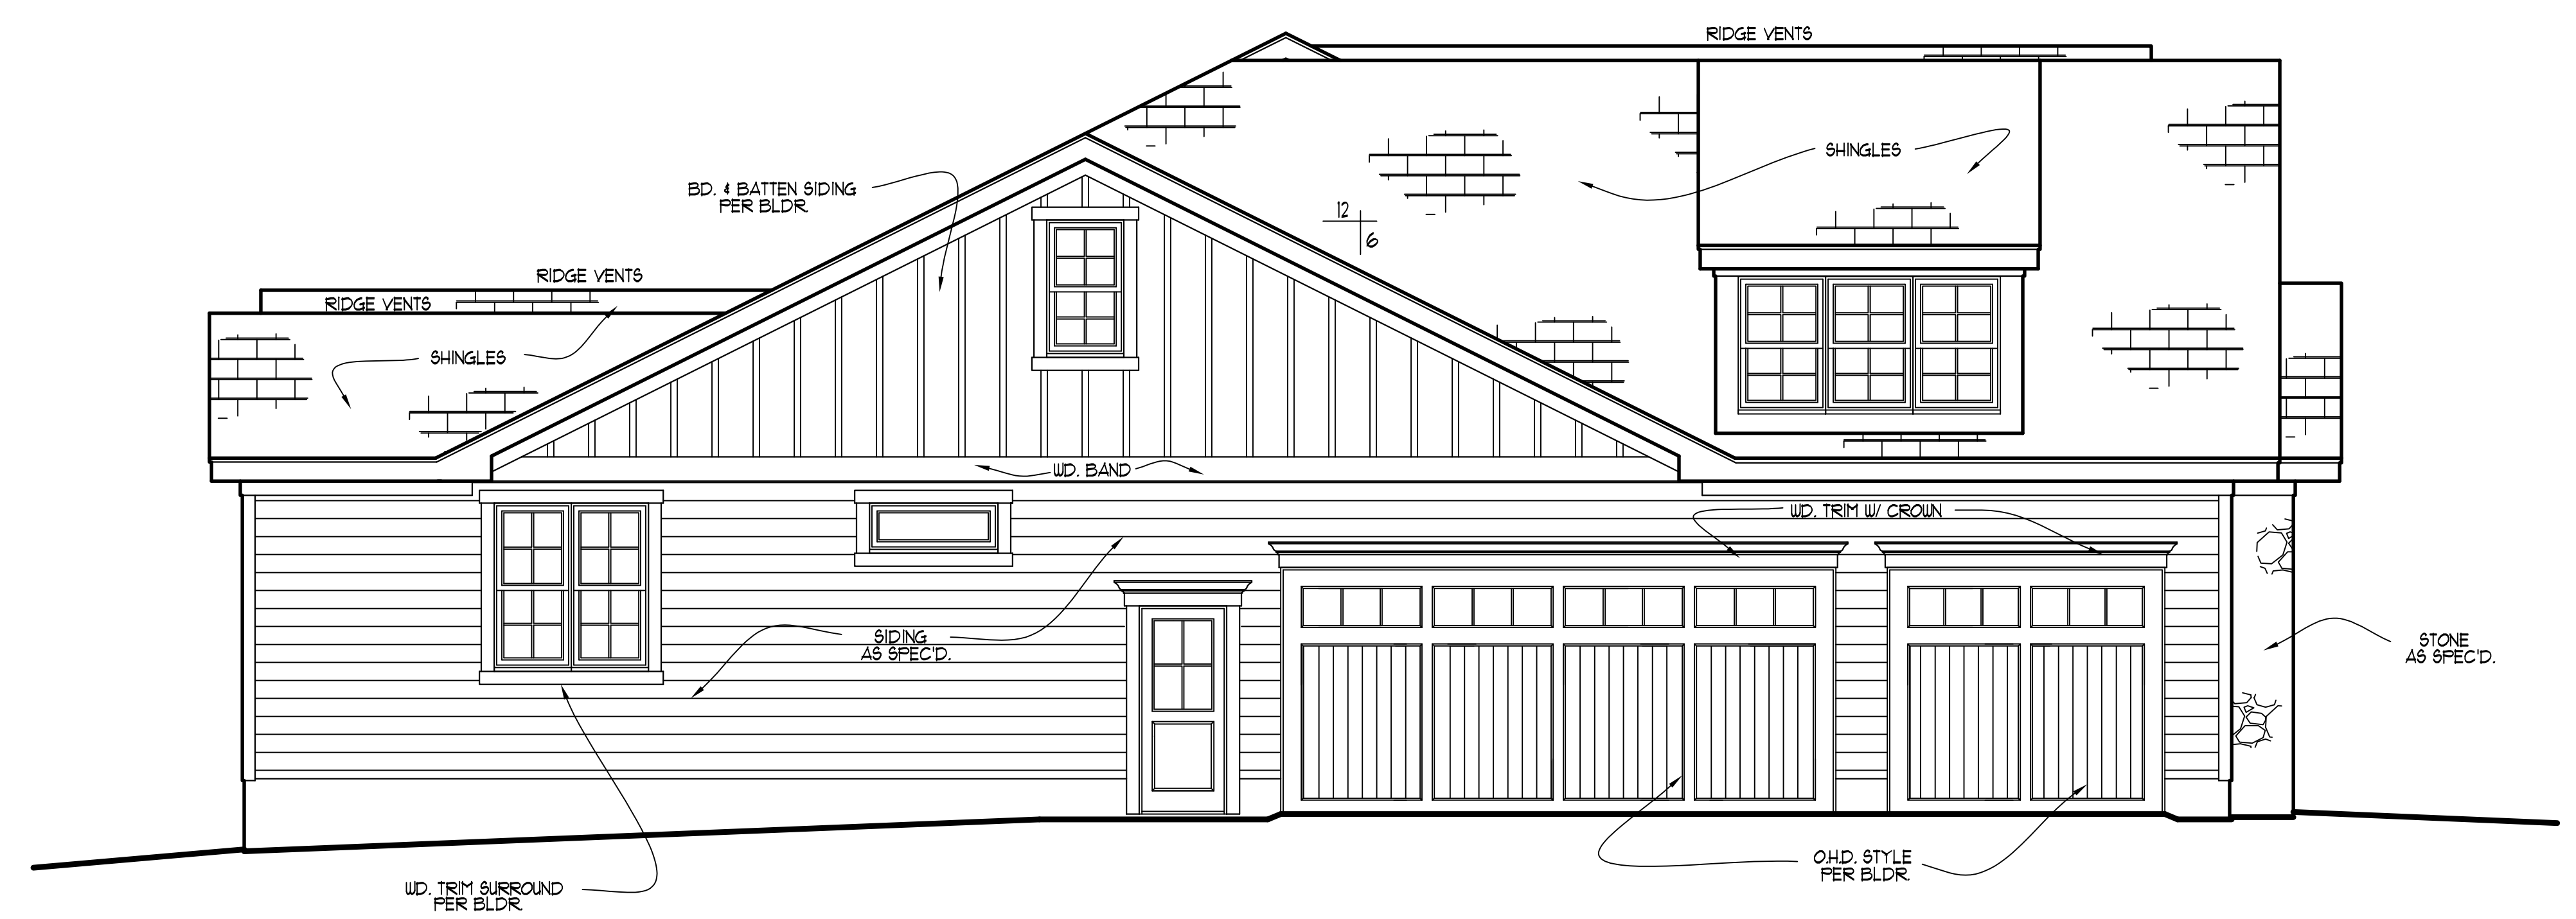 RIDGE VENTS
SHINGLES
BD. & BATTEN SIDING
PER BLDR.
12
6
RIDGE VENTS
RIDGE VENTS
SHINGLES
WD. BAND
WD. TRIM W/ CROWN
SIDING
AS SPEC'D.
STONE
AS SPEC'D.
O.H.D. STYLE
PER BLDR.
WD. TRIM SURROUND
PER BLDR.